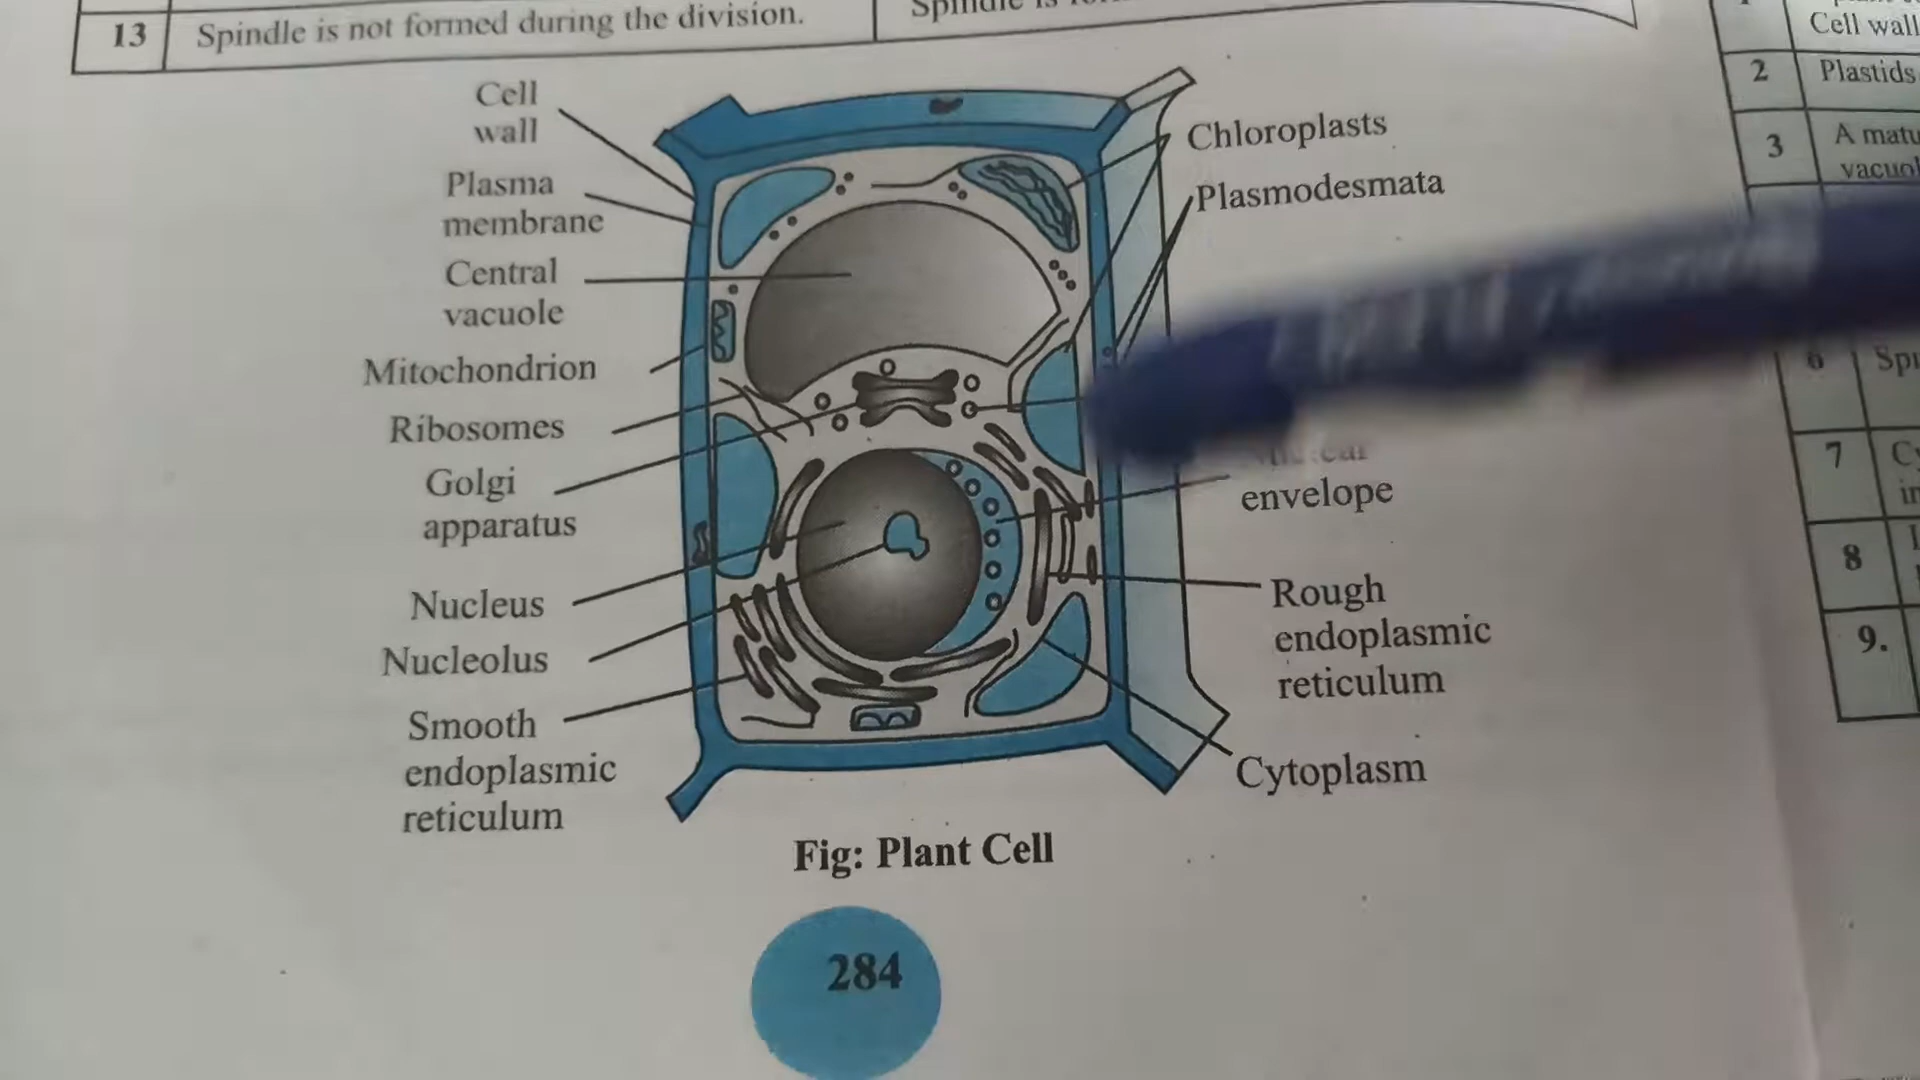 13 Spindle is not formed during the division.
Cell
wall
Plasma
membrane
Central
vacuole
Mitochondrion
Ribosomes
Golgi
apparatus
Nucleus
Nucleolus
Smooth
endoplasmic
reticulum
Chloroplasts
Plasmodesmata
envelope
Rough
endoplasmic
reticulum
Cytoplasm
Fig: Plant Cell
284
Cell wall
2 Plastids
3 A
6
7
8
9.